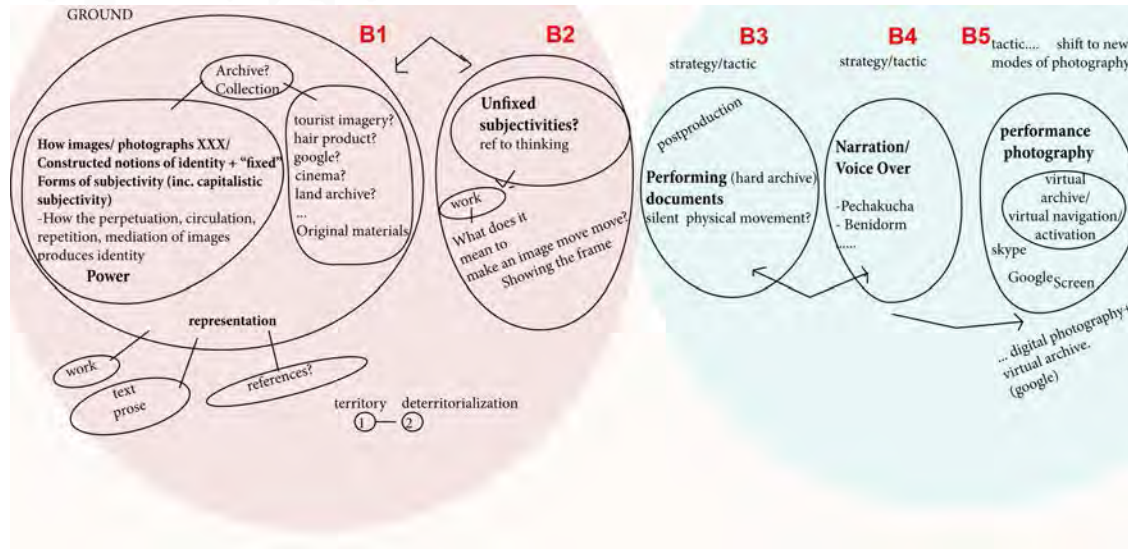 GROUND
B1
Archive?
Collection
How images/ photographs XXX/
Constructed notions of identity + “fixed”
Forms of subjectivity (inc. capitalistic
subjectivity)
-How the perpetuation, circulation,
repetition, mediation of images
produces identity
Power
tourist imagery?
hair product?
google?
cinema?
land archive?
...
Original materials
representation
work
text
prose
references?
territory
deterritorialization
1
2
B2
Unfixed
subjectivities?
ref to thinking
work
What does it
mean to
make an image move move?
Showing the frame
B3
strategy/tactic
postproduction
Performing (hard archive)
documents
silent physical movement?
B4
strategy/tactic
Narration/
Voice Over
-Pechakucha
- Benidorm
......
B5
tactic.... shift to new
modes of photography
performance
photography
virtual
archive/
virtual navigation/
activation
skype
Google
Screen
... digital photography-
virtual archive.
(google)